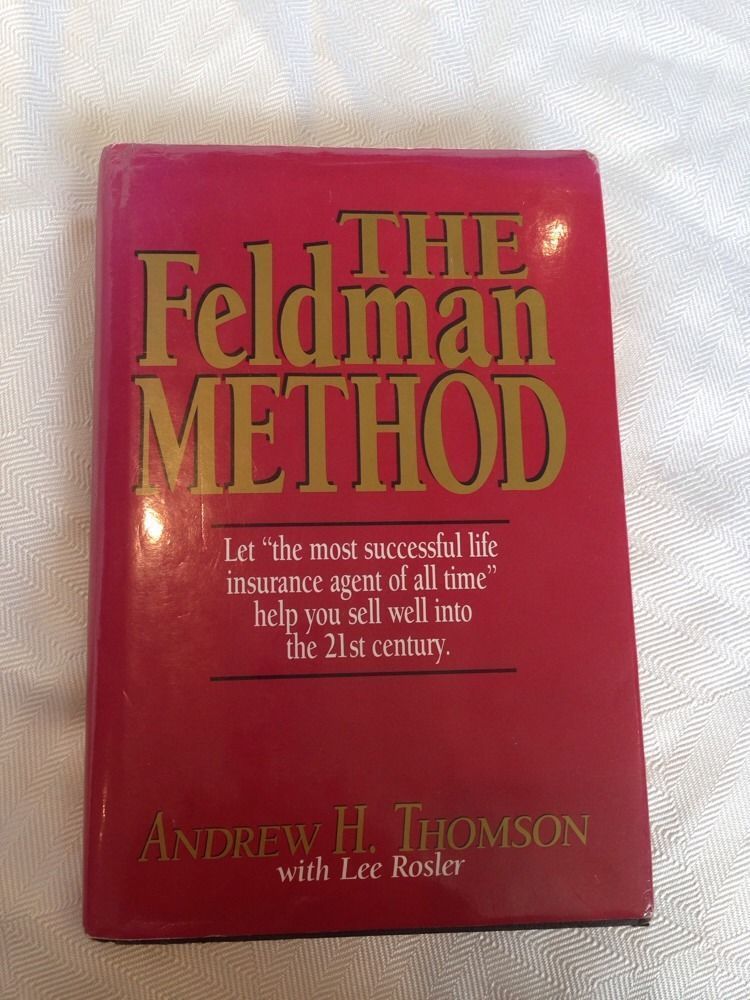 THE
Feldman
METHOD
Let “the most successful life
insurance agent of all time”
help you sell well into
the 21st century.
ANDREW H. THOMSON
with Lee Rosler